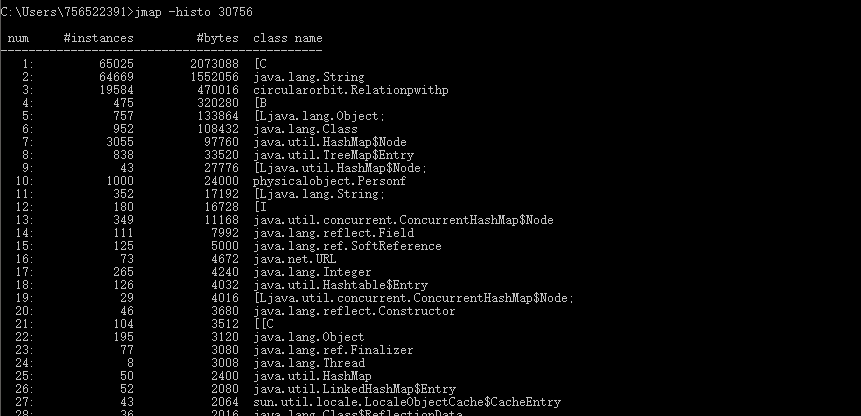 C:\Users\756522391>jmap -histo 30756
num #instances #bytes class name
----------------------------------------------
1: 65025 2073088 [C
2: 64669 1552056 java.lang.String
3: 19584 470016 circularorbit.Relationpwithp
4: 475 320280 [B
5: 757 133864 [Ljava.lang.Object;
6: 952 108432 java.lang.Class
7: 3055 97760 java.util.HashMap$Node
8: 838 33520 java.util.TreeMap$Entry
9: 43 27776 [Ljava.util.HashMap$Node;
10: 1000 24000 physicalobject.Personf
11: 352 17192 [Ljava.lang.String;
12: 180 16728 [I
13: 349 11168 java.util.concurrent.ConcurrentHashMap$Node
14: 111 7992 java.lang.reflect.Field
15: 125 5000 java.lang.ref.SoftReference
16: 73 4672 java.net.URL
17: 265 4240 java.lang.Integer
18: 126 4032 java.util.Hashtable$Entry
19: 29 4016 [Ljava.util.concurrent.ConcurrentHashMap$Node;
20: 46 3680 java.lang.reflect.Constructor
21: 104 3512 [[C
22: 195 3120 java.lang.Object
23: 77 3080 java.lang.ref.Finalizer
24: 8 3008 java.lang.Thread
25: 50 2400 java.util.HashMap
26: 52 2080 java.util.LinkedHashMap$Entry
27: 43 2064 sun.util.locale.LocaleObjectCache$CacheEntry
28: 36 2016 java.lang.Class$ReflectionData